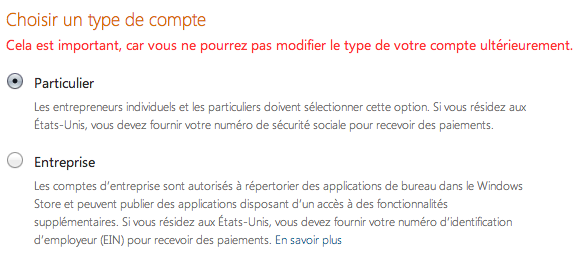 Choisir un type de compte
Cela est important, car vous ne pourrez pas modifier le type de votre compte ultérieurement.
Particulier
Les entrepreneurs individuels et les particuliers doivent sélectionner cette option. Si vous résidez aux
États-Unis, vous devez fournir votre numéro de sécurité sociale pour recevoir des paiements.
Entreprise
Les comptes d'entreprise sont autorisés à répertorier des applications de bureau dans le Windows
Store et peuvent publier des applications disposant d'un accès à des fonctionnalités
supplémentaires. Si vous résidez aux États-Unis, vous devez fournir votre numéro d'identification
d'employeur (EIN) pour recevoir des paiements. En savoir plus